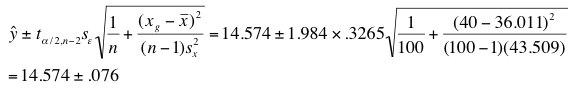 ŷ ± t_{α/2,n−2} s_ε √(1/n + (x_g − x̄)²/((n−1)s_x²)) = 14.574 ± 1.984 × .3265 √(1/100 + (40 − 36.011)²/((100 − 1)(43.509)))
= 14.574 ± .076